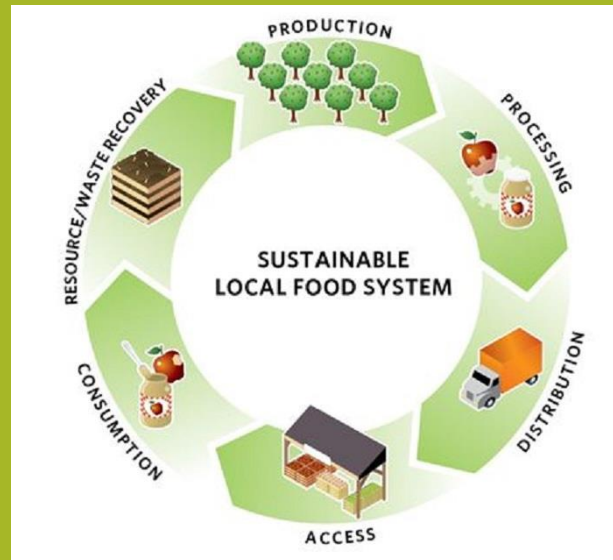 PRODUCTION
PROCESSING
DISTRIBUTION
ACCESS
CONSUMPTION
RESOURCE/WASTE RECOVERY
SUSTAINABLE
LOCAL FOOD SYSTEM